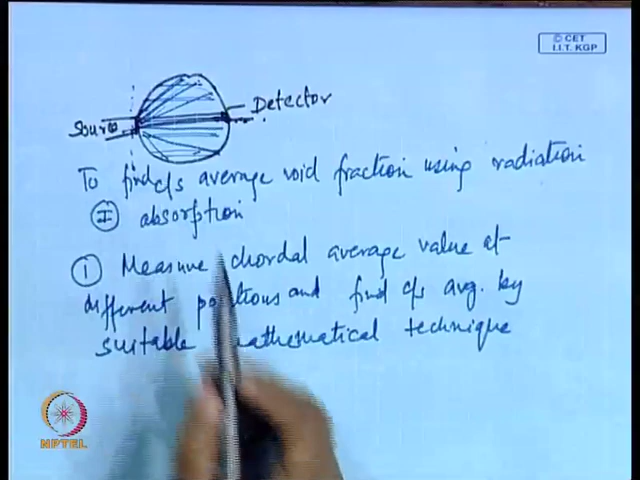 © CET
I.I.T. KGP
Source
Detector
To find c/s average void fraction using radiation
I absorption
1 Measure chordal average value at
different positions and find c/s avg. by
suitable mathematical technique
NPTEL